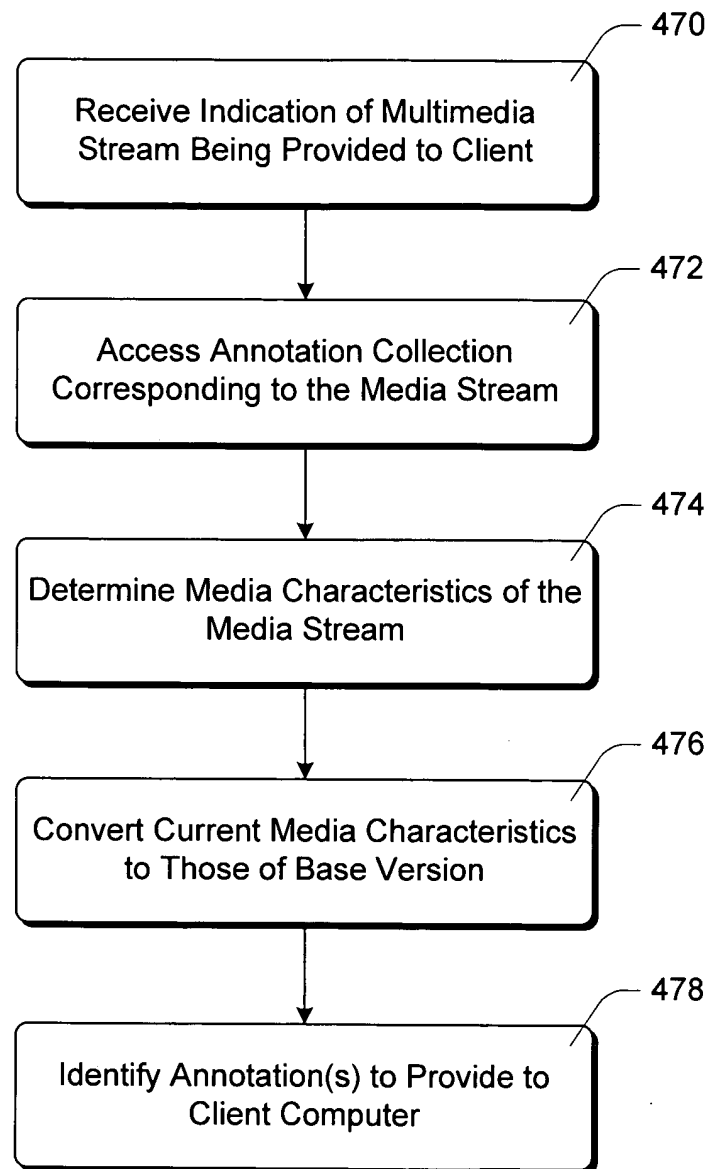 470
Receive Indication of Multimedia
Stream Being Provided to Client
472
Access Annotation Collection
Corresponding to the Media Stream
474
Determine Media Characteristics of the
Media Stream
476
Convert Current Media Characteristics
to Those of Base Version
478
Identify Annotation(s) to Provide to
Client Computer